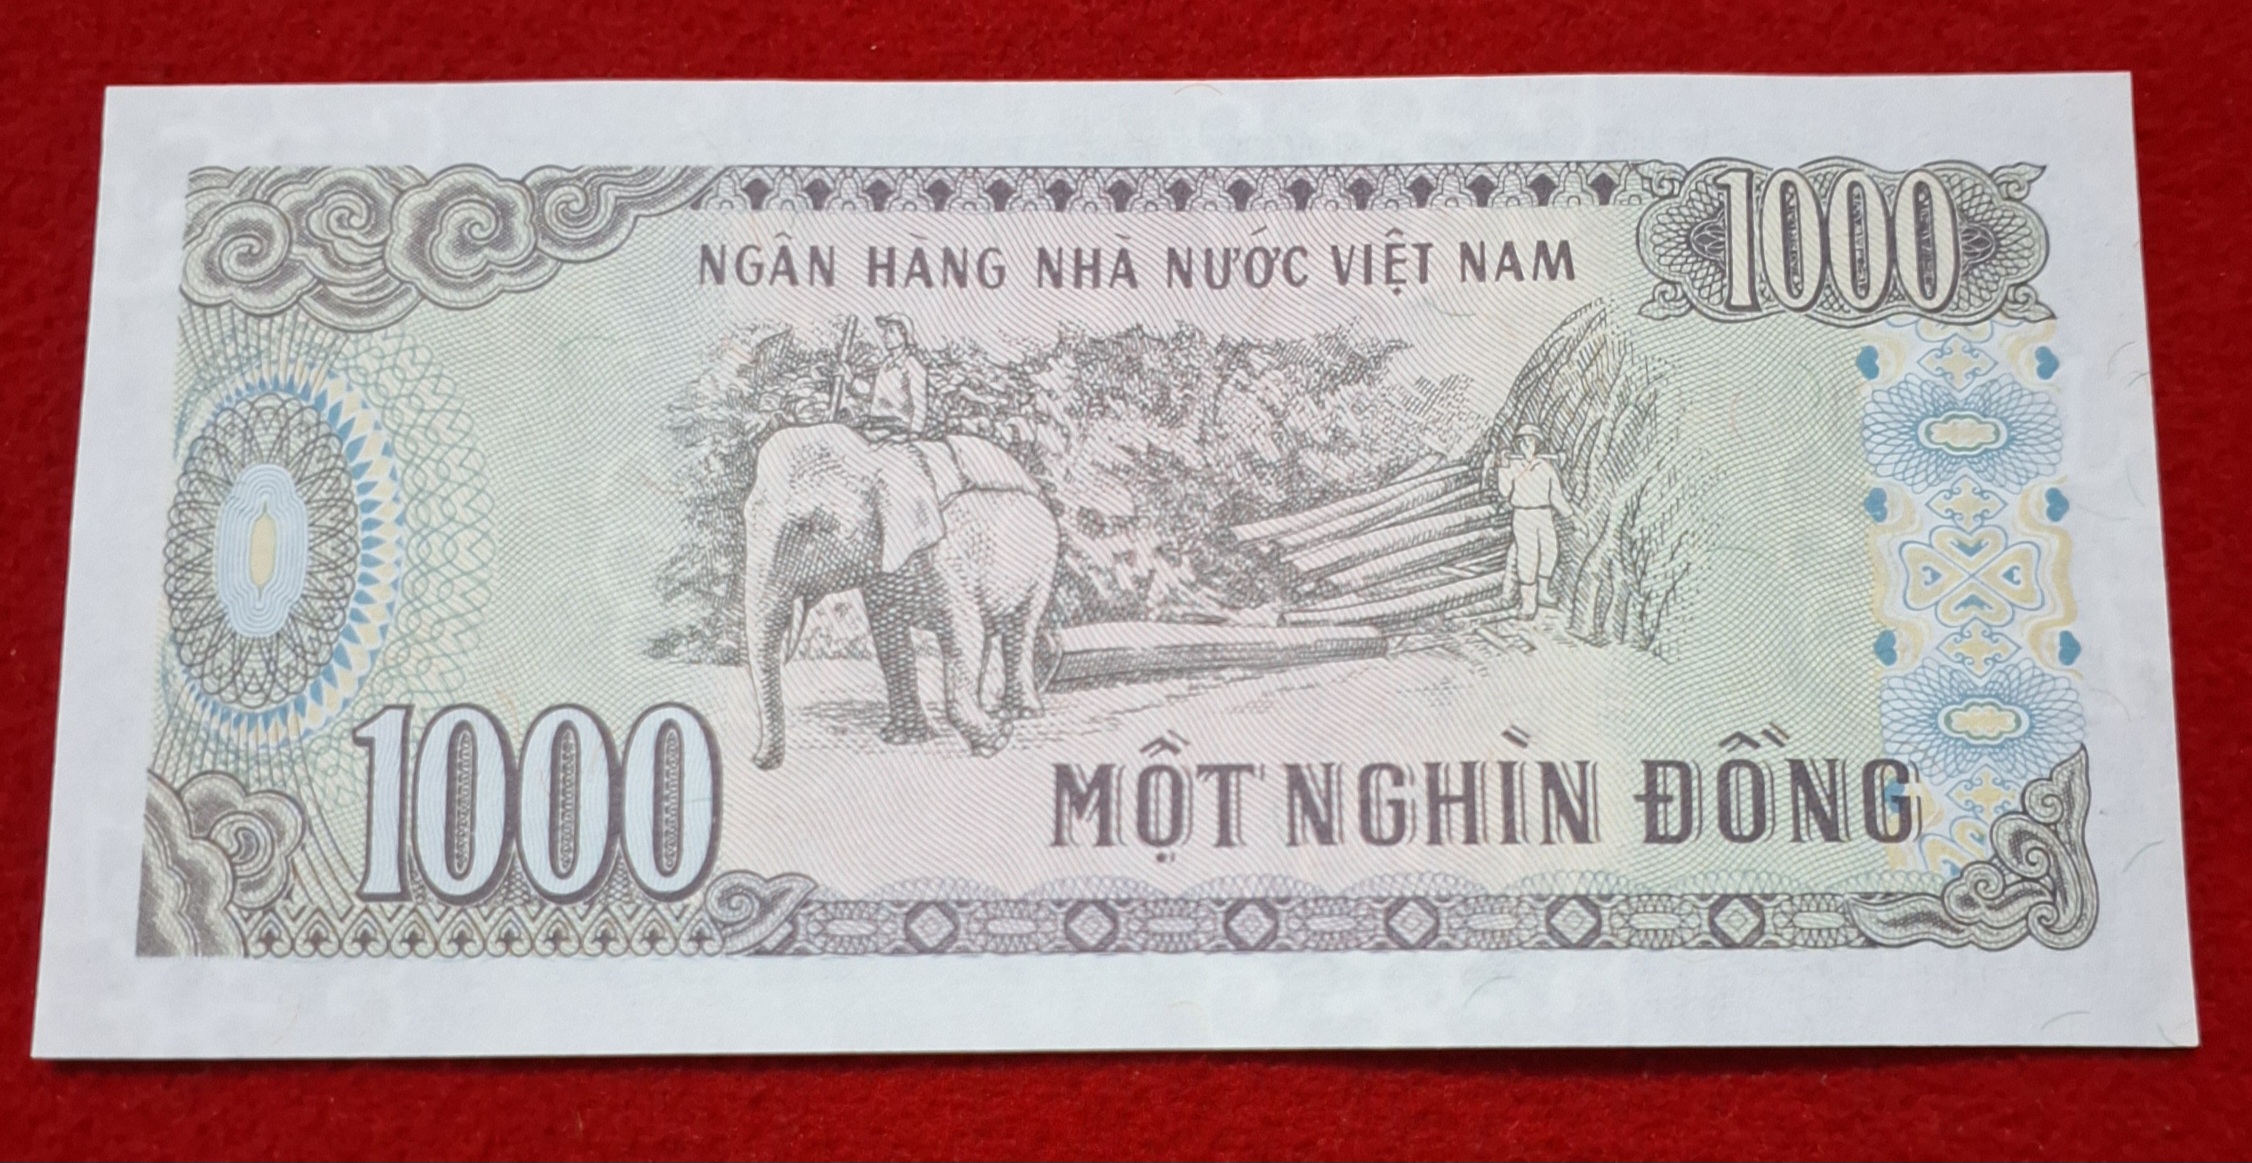 NGÂN HÀNG NHÀ NƯỚC VIỆT NAM
1000
1000
MỘT NGHÌN ĐỒNG